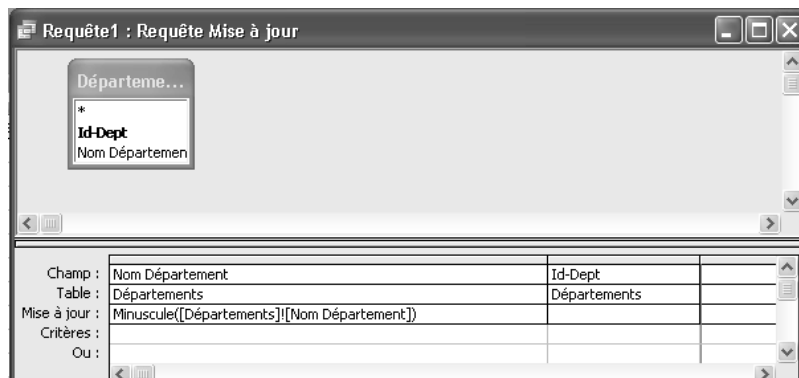 Requête1 : Requête Mise à jour
Départeme...
*
Id-Dept
Nom Départemen
Champ : Nom Département Id-Dept
Table : Départements Départements
Mise à jour : Minuscule([Départements]![Nom Département])
Critères :
Ou :